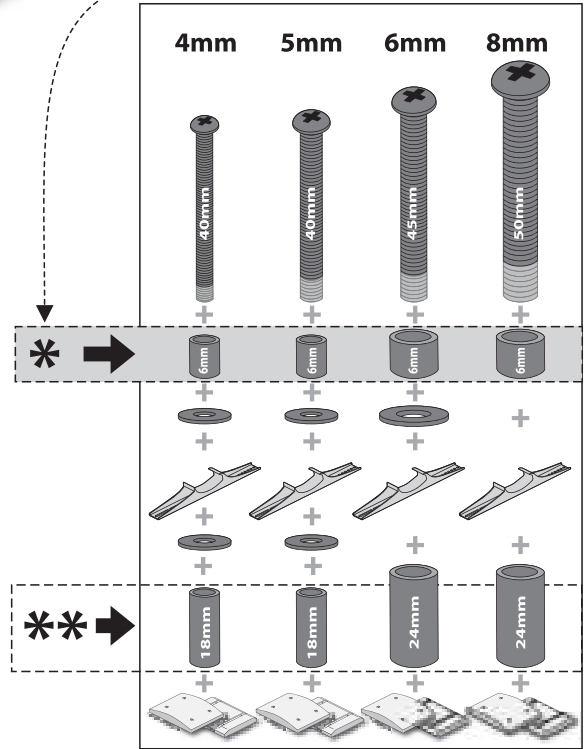 4mm 5mm 6mm 8mm
40mm 40mm 45mm 50mm
+ + + +
* 6mm 6mm 6mm 6mm
+ + +
+
+ + +
+ +
+ +
+ +
** 18mm 18mm 24mm 24mm
+ + + +